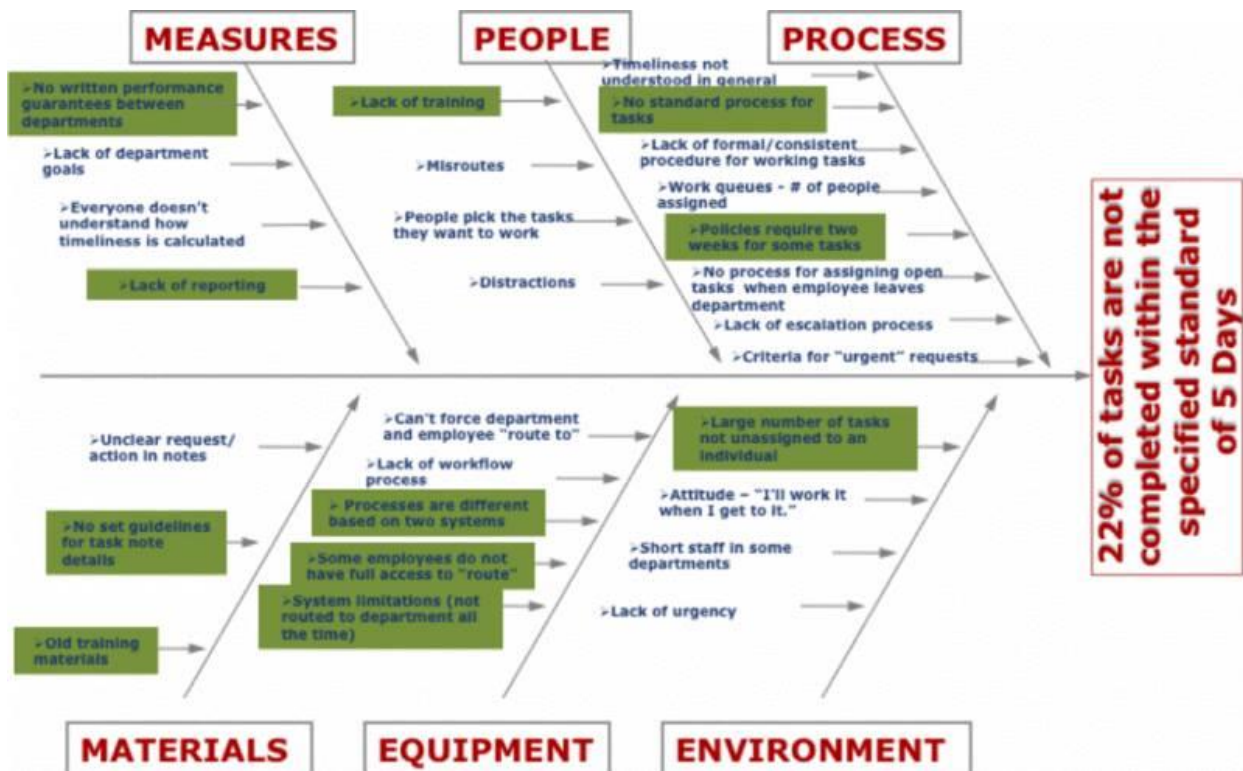 MEASURES
PEOPLE
PROCESS
➤No written performance
guarantees between
departments
➤Lack of department
goals
➤Everyone doesn't
understand how
timeliness is calculated
➤Lack of reporting
➤Lack of training
➤Misroutes
➤People pick the tasks
they want to work
➤Distractions
➤Timeliness not
understood in general
➤No standard process for
tasks
➤Lack of formal/consistent
procedure for working tasks
➤Work queues - # of people
assigned
➤Policies require two
weeks for some tasks
➤No process for assigning open
tasks when employee leaves
department
➤Lack of escalation process
➤Criteria for "urgent" requests
22% of tasks are not
completed within the
specified standard
of 5 Days
➤Unclear request/
action in notes
➤No set guidelines
for task note
details
➤Old training
materials
➤Can't force department
and employee "route to"
➤Lack of workflow
process
➤ Processes are different
based on two systems
➤Some employees do not
have full access to "route"
➤System limitations (not
routed to department all
the time)
➤Large number of tasks
not unassigned to an
individual
➤Attitude – "I'll work it
when I get to it."
➤Short staff in some
departments
➤Lack of urgency
MATERIALS
EQUIPMENT
ENVIRONMENT